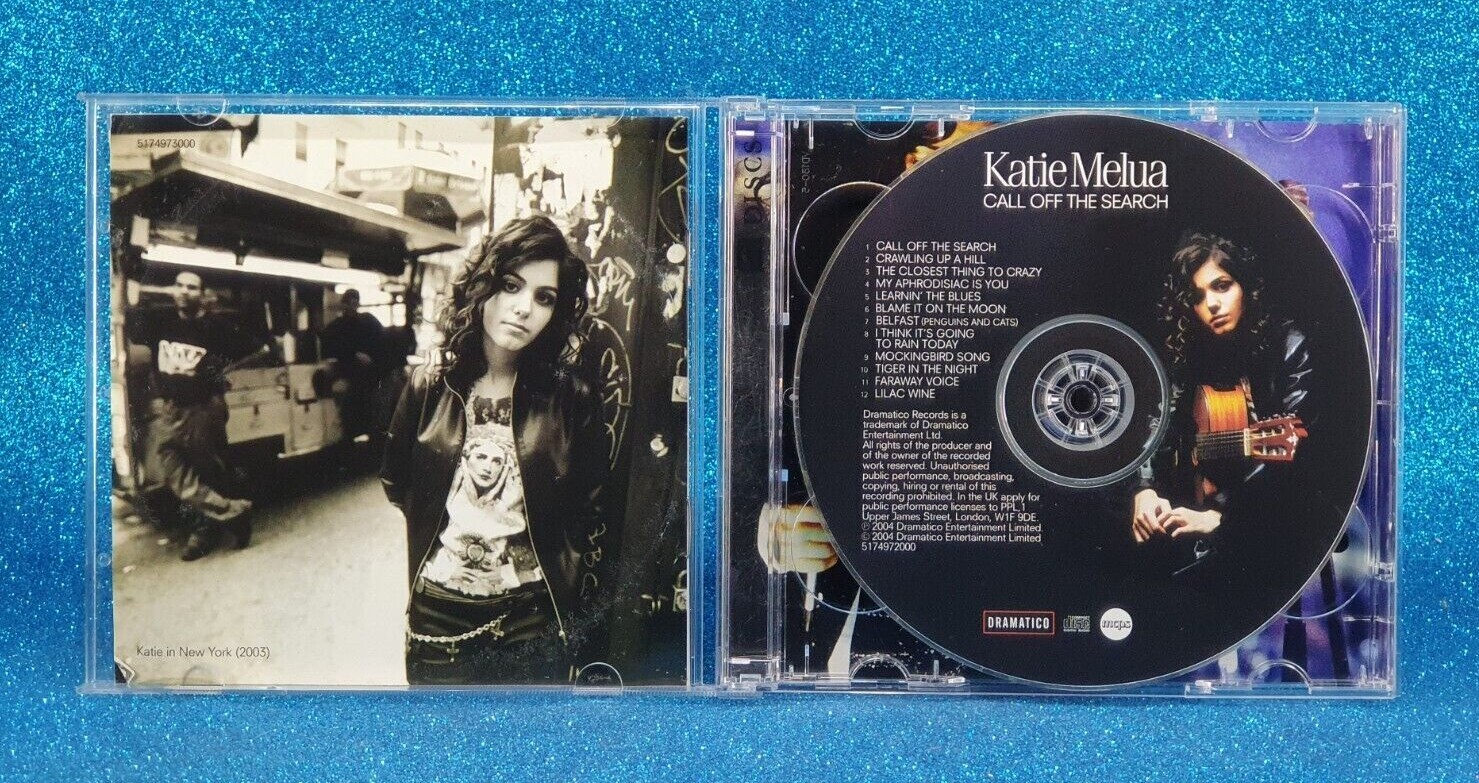 5174973000
Katie in New York (2003)
DISCS
Katie Melua
CALL OFF THE SEARCH
1 CALL OFF THE SEARCH
2 CRAWLING UP A HILL
3 THE CLOSEST THING TO CRAZY
4 MY APHRODISIAC IS YOU
5 LEARNIN' THE BLUES
6 BLAME IT ON THE MOON
7 BELFAST (PENGUINS AND CATS)
8 I THINK IT'S GOING
TO RAIN TODAY
9 MOCKINGBIRD SONG
10 TIGER IN THE NIGHT
11 FARAWAY VOICE
12 LILAC WINE
Dramatico Records is a
trademark of Dramatico
Entertainment Ltd.
All rights of the producer and
of the owner of the recorded
work reserved. Unauthorised
public performance, broadcasting,
copying, hiring or rental of this
recording prohibited. In the UK apply for
public performance licenses to PPL, 1
Upper James Street, London, W1F 9DE.
℗ 2004 Dramatico Entertainment Limited.
© 2004 Dramatico Entertainment Limited
5174972000
DRAMATICO
disc
mcps